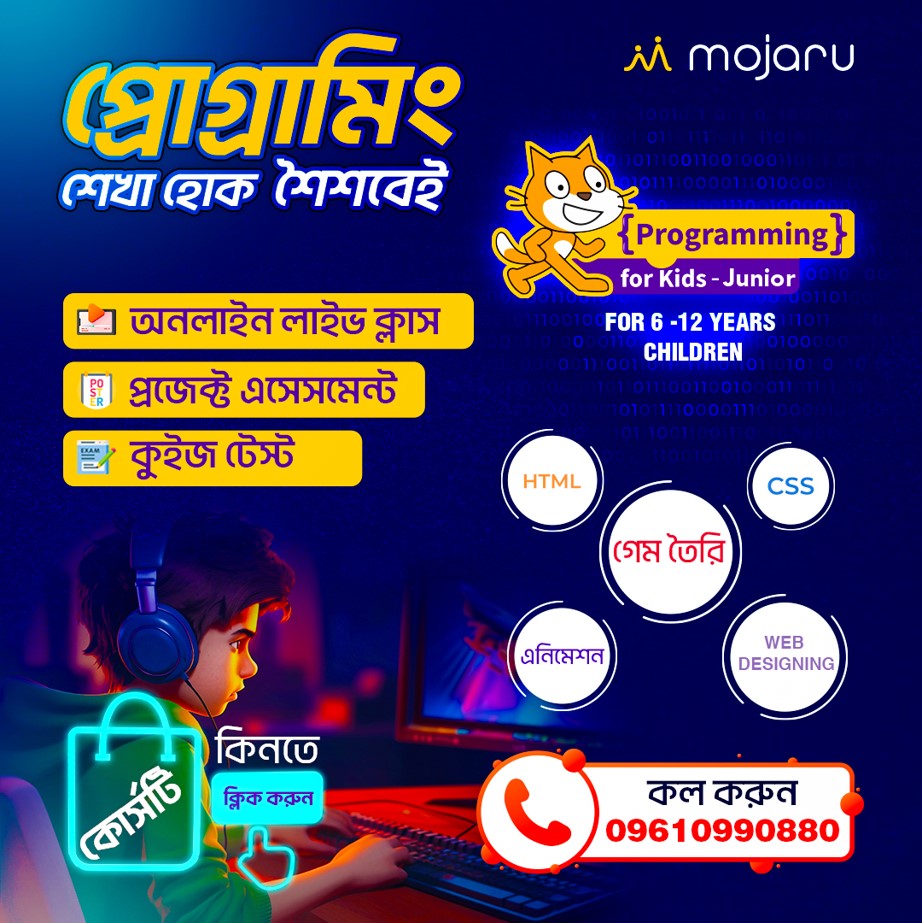 প্রোগ্রামিং
শেখা হোক শৈশবেই
mojaru
{Programming}
for Kids - Junior
FOR 6 -12 YEARS
CHILDREN
অনলাইন লাইভ ক্লাস
প্রজেক্ট এসেসমেন্ট
কুইজ টেস্ট
HTML
CSS
গেম তৈরি
এনিমেশন
WEB
DESIGNING
কোর্সটি
কিনতে
ক্লিক করুন
কল করুন
09610990880